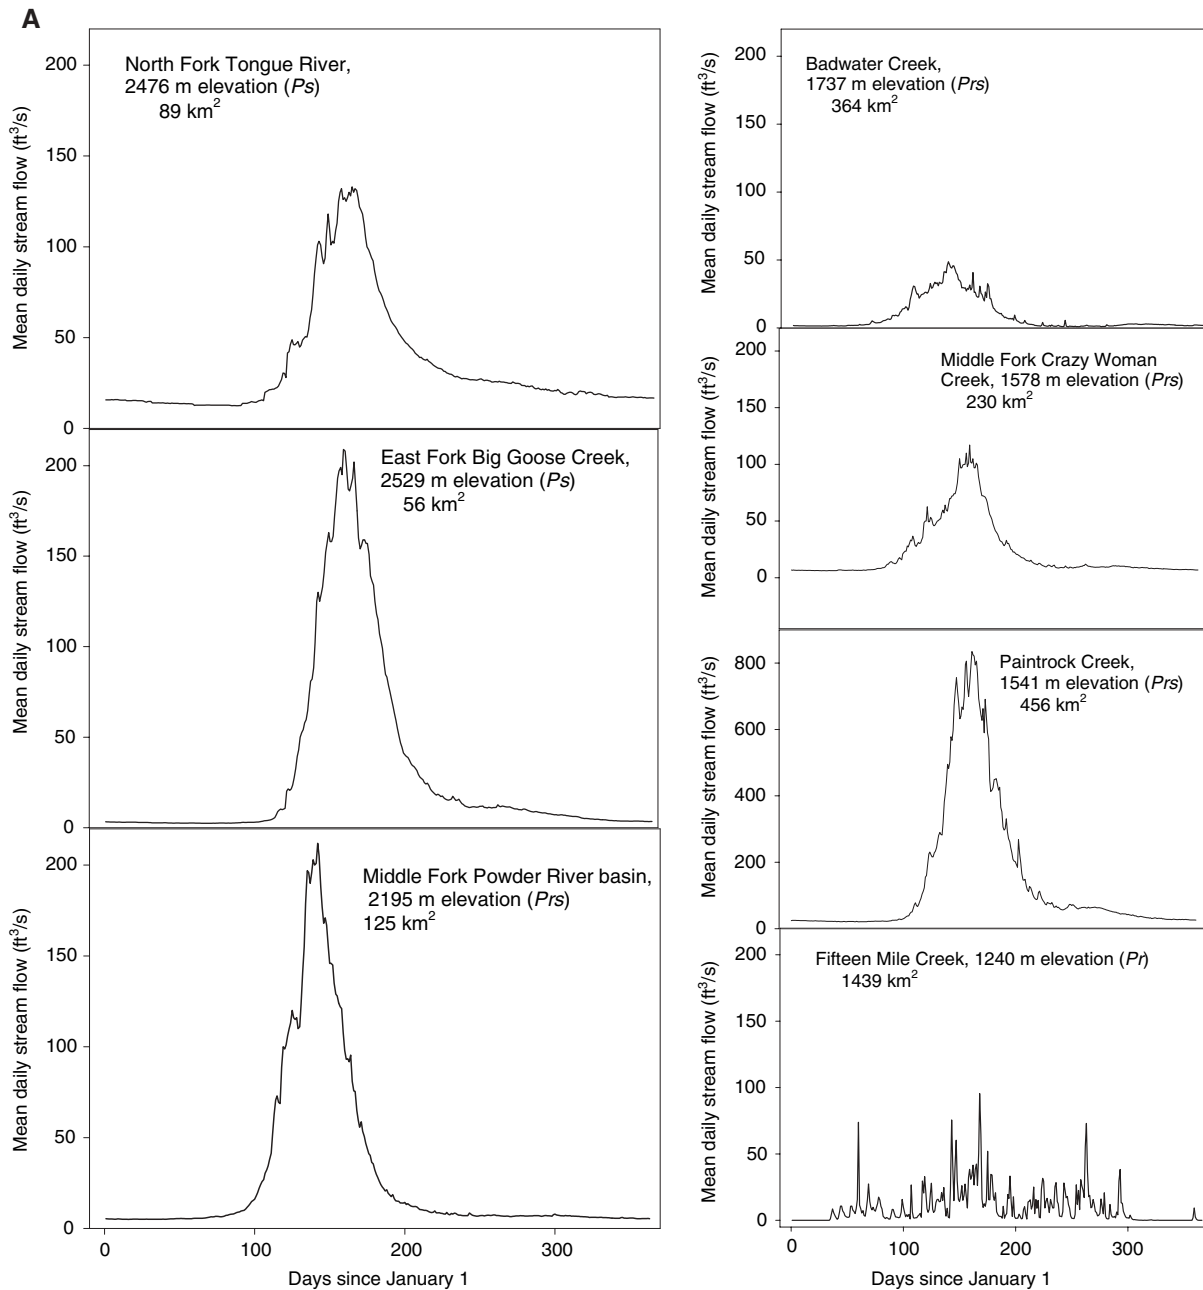 A
North Fork Tongue River,
2476 m elevation (Ps)
89 km²
Mean daily stream flow (ft³/s)
200
150
100
50
0
East Fork Big Goose Creek,
2529 m elevation (Ps)
56 km²
Mean daily stream flow (ft³/s)
200
150
100
50
0
Middle Fork Powder River basin,
2195 m elevation (Prs)
125 km²
Mean daily stream flow (ft³/s)
200
150
100
50
0
0 100 200 300
Days since January 1
Badwater Creek,
1737 m elevation (Prs)
364 km²
Mean daily stream flow (ft³/s)
200
150
100
50
0
Middle Fork Crazy Woman
Creek, 1578 m elevation (Prs)
230 km²
Mean daily stream flow (ft³/s)
200
150
100
50
0
Paintrock Creek,
1541 m elevation (Prs)
456 km²
Mean daily stream flow (ft³/s)
800
600
400
200
0
Fifteen Mile Creek, 1240 m elevation (Pr)
1439 km²
Mean daily stream flow (ft³/s)
200
150
100
50
0
0 100 200 300
Days since January 1